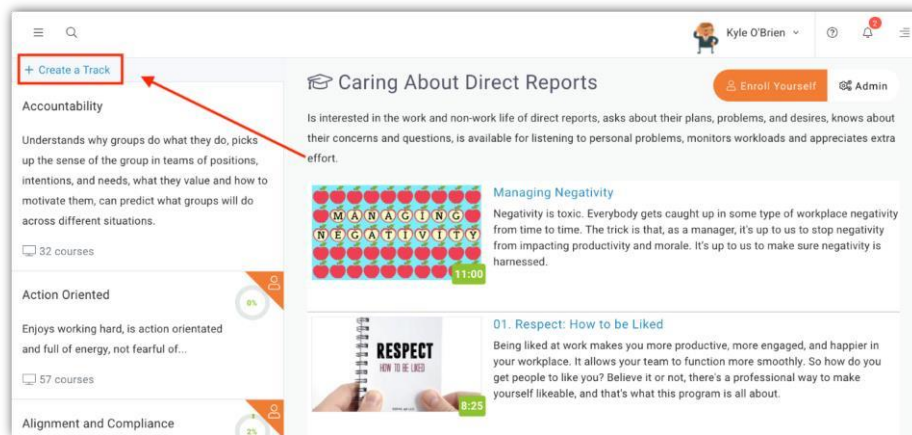 Kyle O'Brien
2
+ Create a Track
Accountability
Understands why groups do what they do, picks
up the sense of the group in teams of positions,
intentions, and needs, what they value and how to
motivate them, can predict what groups will do
across different situations.
32 courses
Action Oriented
0%
Enjoys working hard, is action orientated
and full of energy, not fearful of...
57 courses
Alignment and Compliance
2%
Caring About Direct Reports
Enroll Yourself
Admin
Is interested in the work and non-work life of direct reports, asks about their plans, problems, and desires, knows about
their concerns and questions, is available for listening to personal problems, monitors workloads and appreciates extra
effort.
MANAGING
NEGATIVITY
11:00
Managing Negativity
Negativity is toxic. Everybody gets caught up in some type of workplace negativity
from time to time. The trick is that, as a manager, it's up to us to stop negativity
from impacting productivity and morale. It's up to us to make sure negativity is
harnessed.
RESPECT
HOW TO BE LIKED
8:25
01. Respect: How to be Liked
Being liked at work makes you more productive, more engaged, and happier in
your workplace. It allows your team to function more smoothly. So how do you
get people to like you? Believe it or not, there's a professional way to make
yourself likeable, and that's what this program is all about.